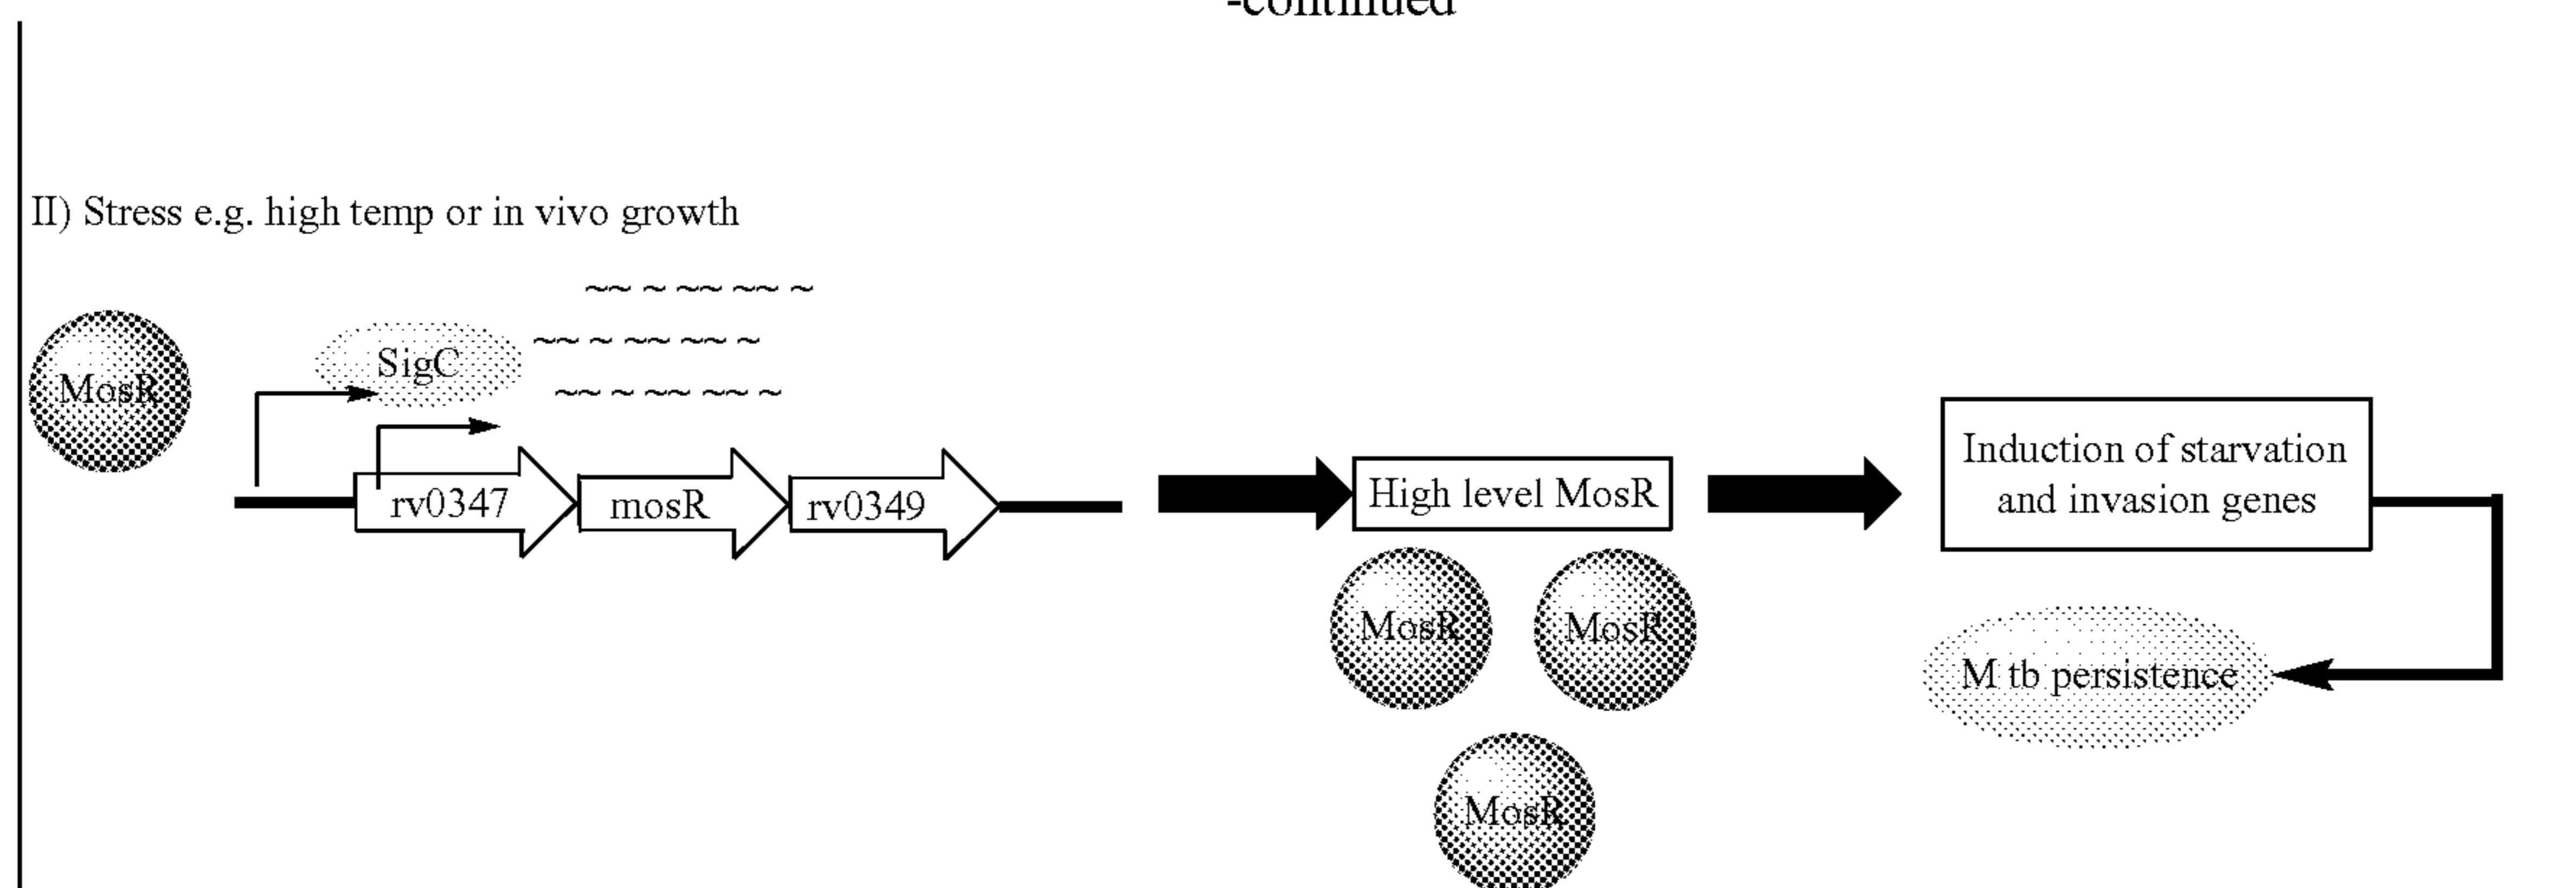 -continued
II) Stress e.g. high temp or in vivo growth
~~ ~ ~~ ~~ ~
~~ ~ ~~ ~~ ~
~~ ~ ~~ ~~ ~
MosR
SigC
rv0347
mosR
rv0349
High level MosR
Induction of starvation
and invasion genes
MosR
MosR
M tb persistence
MosR